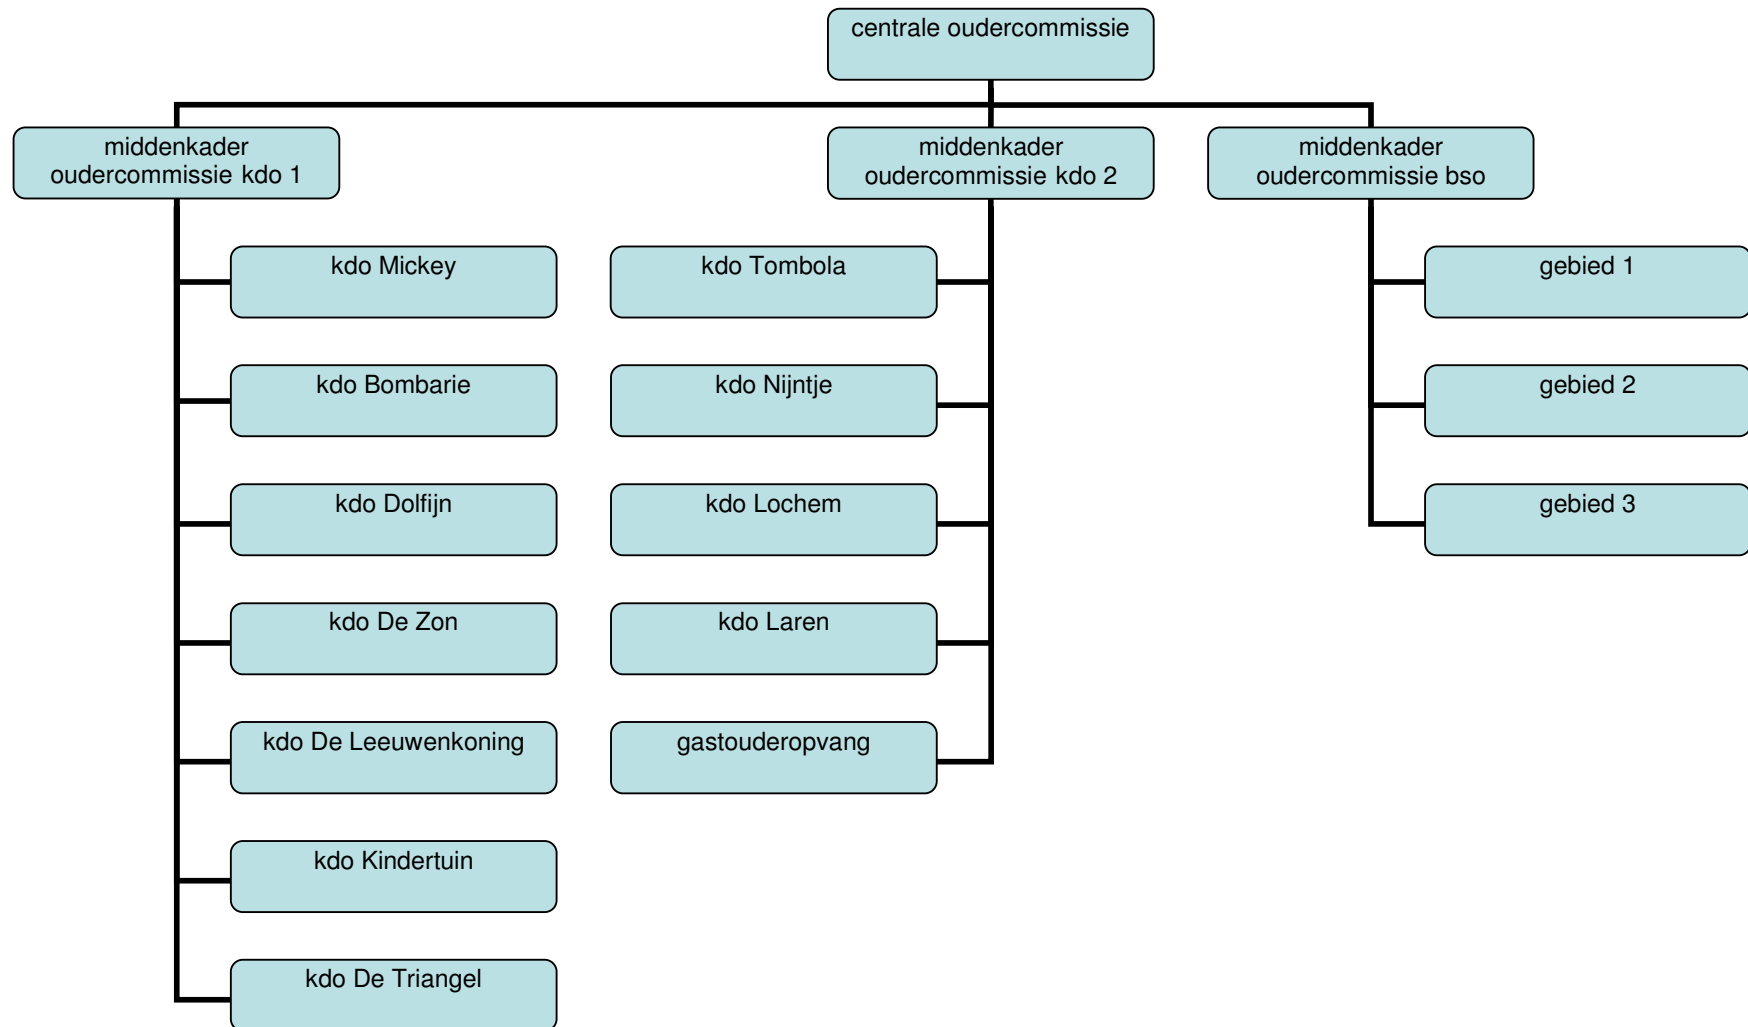 centrale oudercommissie
middenkader
oudercommissie kdo 1
middenkader
oudercommissie kdo 2
middenkader
oudercommissie bso
kdo Mickey
kdo Bombarie
kdo Dolfijn
kdo De Zon
kdo De Leeuwenkoning
kdo Kindertuin
kdo De Triangel
kdo Tombola
kdo Nijntje
kdo Lochem
kdo Laren
gastouderopvang
gebied 1
gebied 2
gebied 3